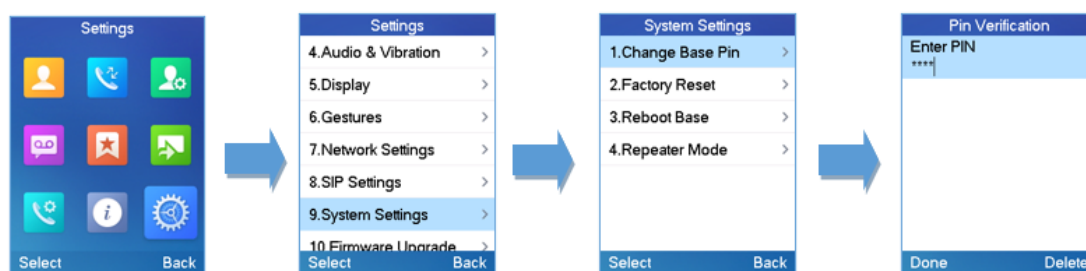 Settings
Select Back
Settings
4.Audio & Vibration
5.Display
6.Gestures
7.Network Settings
8.SIP Settings
9.System Settings
10.Firmware Upgrade
Select Back
System Settings
1.Change Base Pin
2.Factory Reset
3.Reboot Base
4.Repeater Mode
Select Back
Pin Verification
Enter PIN
****
Done Delete